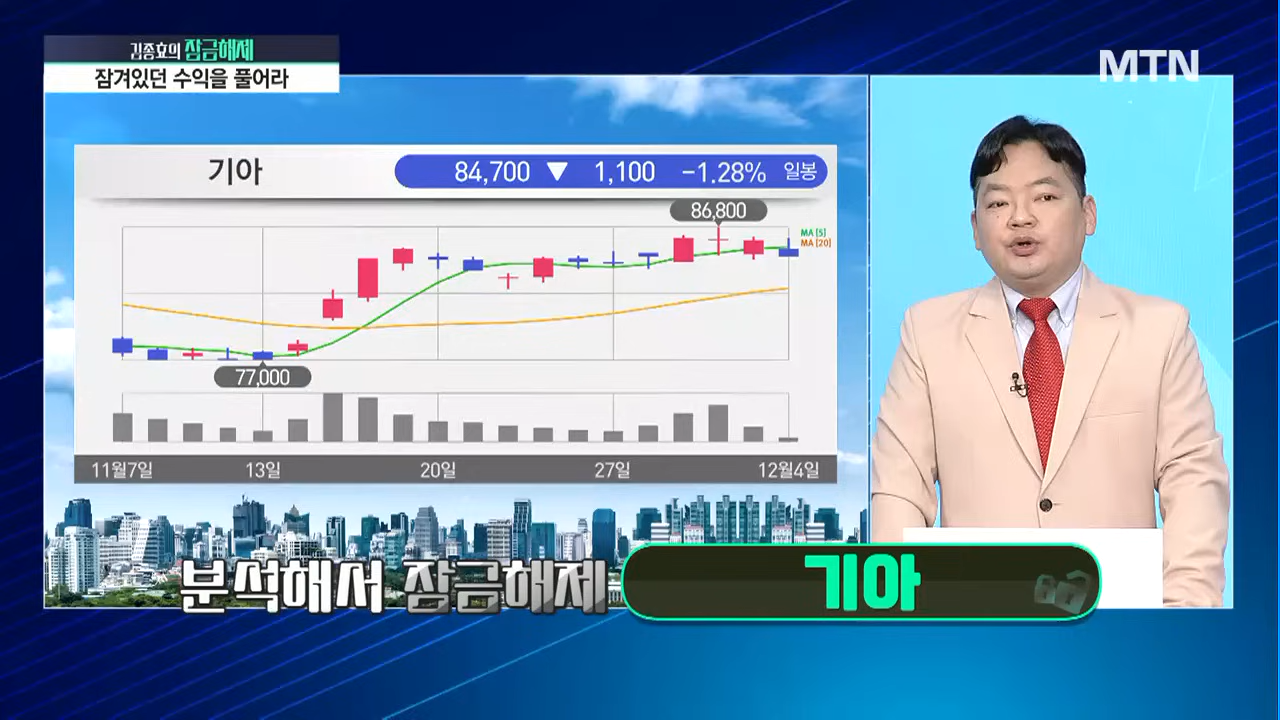 김종효의 잠금해제
잠겨있던 수익을 풀어라
MTN
기아 84,700 ▼ 1,100 -1.28% 일봉
86,800
MA [5]
MA [20]
77,000
11월7일 13일 20일 27일 12월4일
분석해서 잠금해제 기아